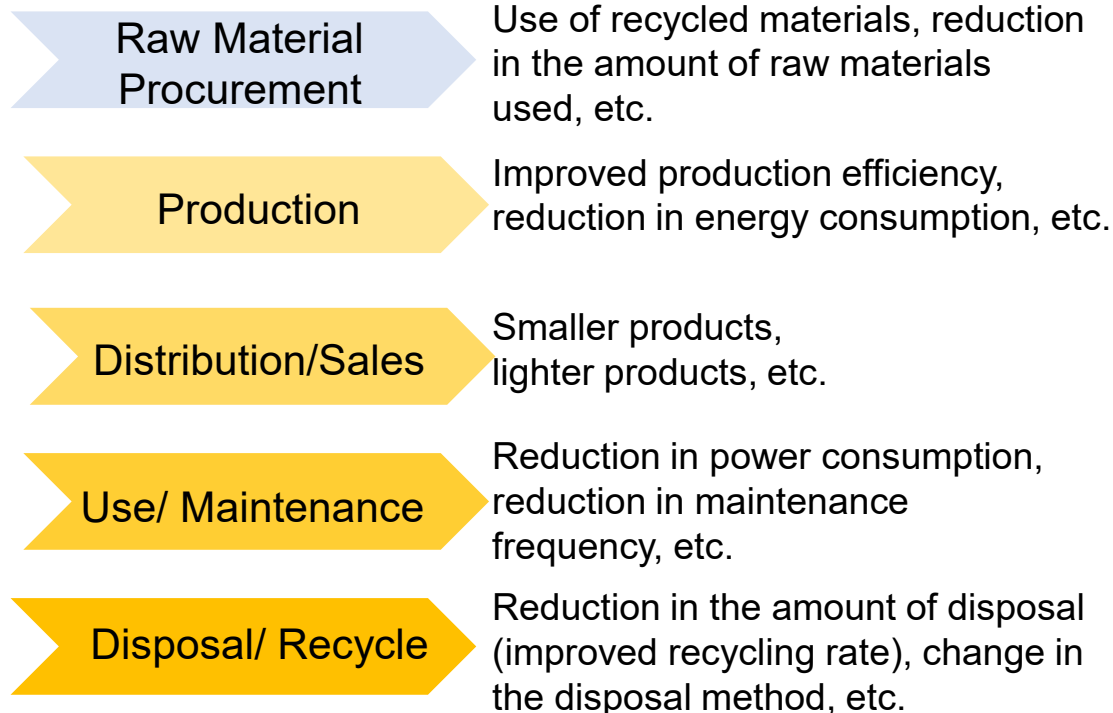 Raw Material
Procurement
Use of recycled materials, reduction
in the amount of raw materials
used, etc.
Production
Improved production efficiency,
reduction in energy consumption, etc.
Distribution/Sales
Smaller products,
lighter products, etc.
Use/ Maintenance
Reduction in power consumption,
reduction in maintenance
frequency, etc.
Disposal/ Recycle
Reduction in the amount of disposal
(improved recycling rate), change in
the disposal method, etc.